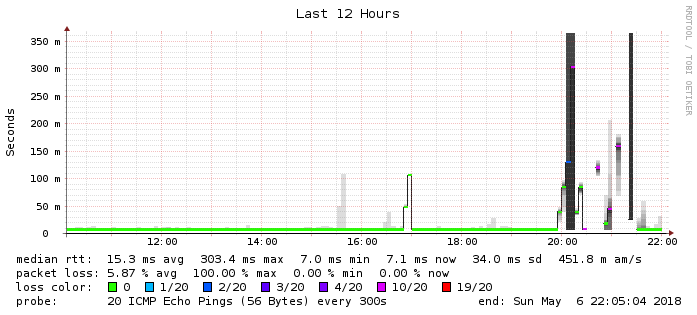 Last 12 Hours
RRDTOOL / TOBI OETIKER
Seconds
350 m
300 m
250 m
200 m
150 m
100 m
50 m
0
12:00 14:00 16:00 18:00 20:00 22:00
median rtt: 15.3 ms avg 303.4 ms max 7.0 ms min 7.1 ms now 34.0 ms sd 451.8 m am/s
packet loss: 5.87 % avg 100.00 % max 0.00 % min 0.00 % now
loss color: 0 1/20 2/20 3/20 4/20 10/20 19/20
probe: 20 ICMP Echo Pings (56 Bytes) every 300s end: Sun May 6 22:05:04 2018